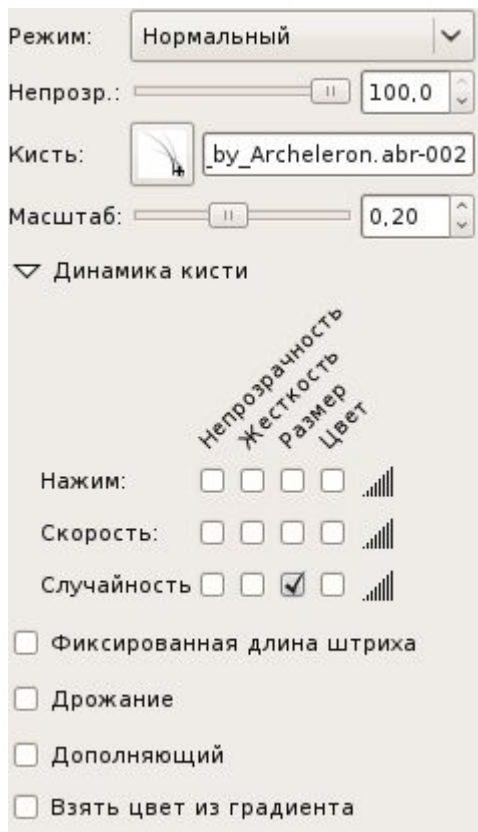 Режим: Нормальный
Непрозр.: 100,0
Кисть: _by_Archeleron.abr-002
Масштаб: 0,20
Динамика кисти
Непрозрачность
Жесткость
Размер
Цвет
Нажим:
Скорость:
Случайность
Фиксированная длина штриха
Дрожание
Дополняющий
Взять цвет из градиента